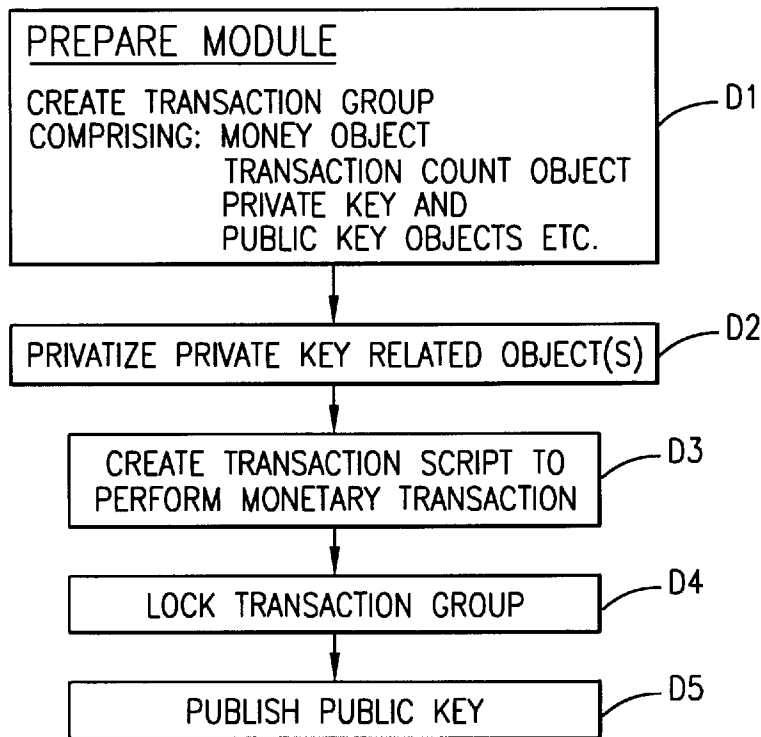 PREPARE MODULE
CREATE TRANSACTION GROUP
COMPRISING: MONEY OBJECT
TRANSACTION COUNT OBJECT
PRIVATE KEY AND
PUBLIC KEY OBJECTS ETC.
D1
PRIVATIZE PRIVATE KEY RELATED OBJECT(S)
D2
CREATE TRANSACTION SCRIPT TO
PERFORM MONETARY TRANSACTION
D3
LOCK TRANSACTION GROUP
D4
PUBLISH PUBLIC KEY
D5